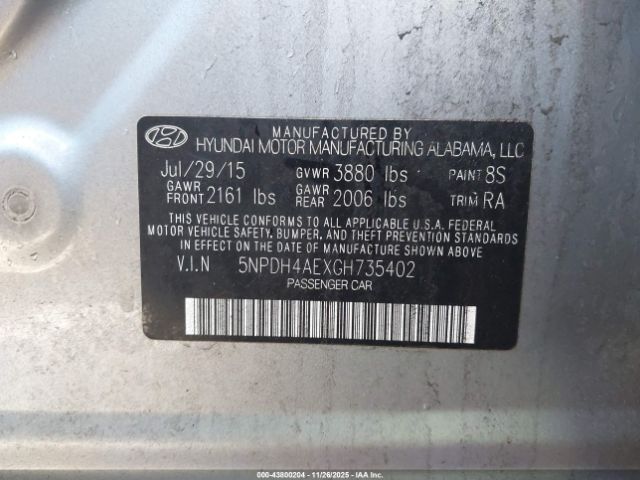 MANUFACTURED BY
HYUNDAI MOTOR MANUFACTURING ALABAMA, LLC
Jul/29/15 GVWR 3880 lbs PAINT 8S
GAWR FRONT 2161 lbs GAWR REAR 2006 lbs TRIM RA
THIS VEHICLE CONFORMS TO ALL APPLICABLE U.S.A. FEDERAL
MOTOR VEHICLE SAFETY, BUMPER, AND THEFT PREVENTION STANDARDS
IN EFFECT ON THE DATE OF MANUFACTURE SHOWN ABOVE
V.I.N 5NPDH4AEXGH735402
PASSENGER CAR
000-43800204 | 11/26/2025 - IAAI.COM